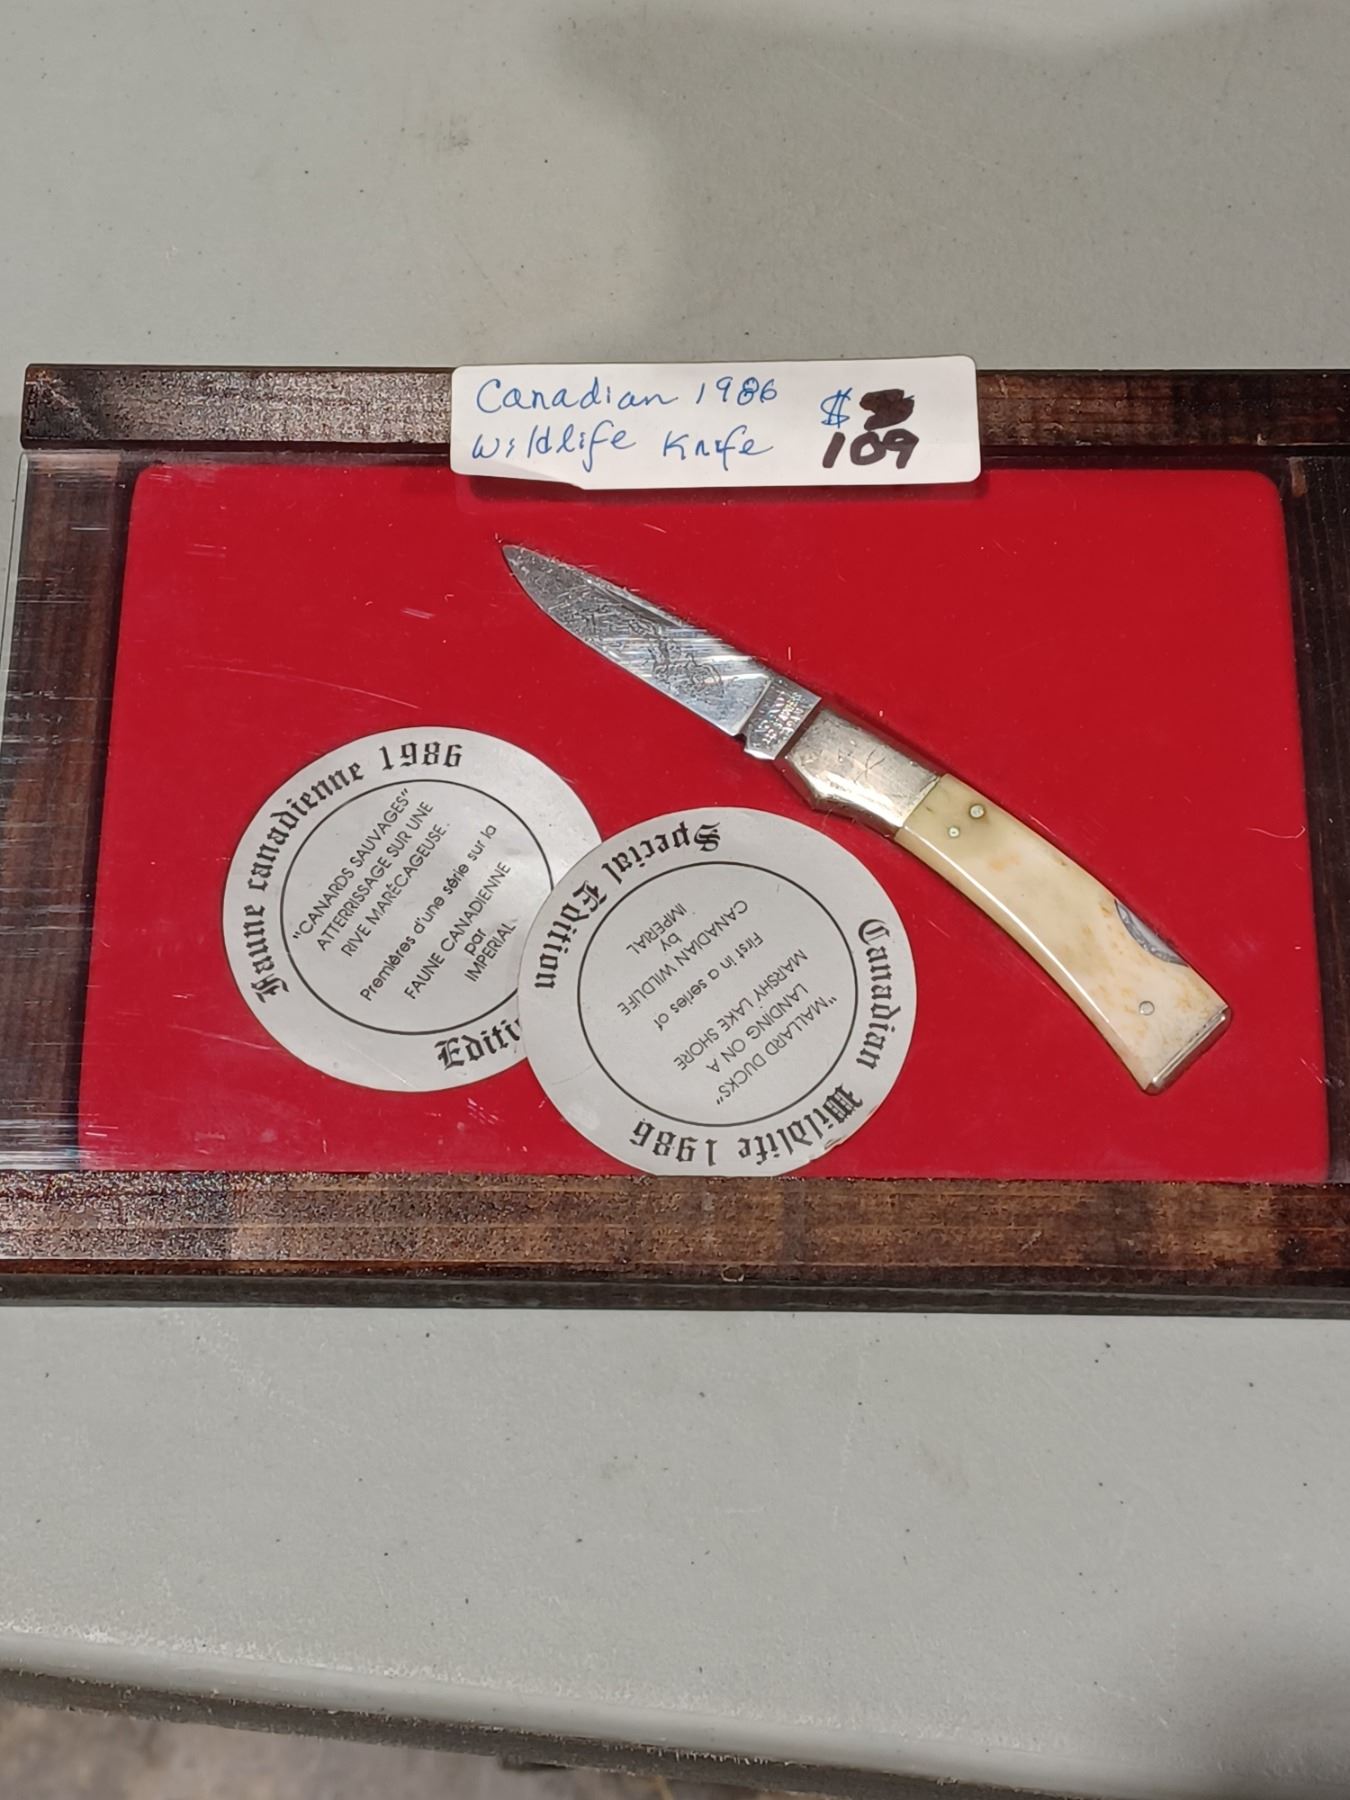 Canadian 1986 $
Wildlife Knife 109
Faune canadienne 1986
"CANARDS SAUVAGES"
ATTERRISSAGE SUR UNE
RIVE MARÉCAGEUSE.
Premières d'une série sur la
FAUNE CANADIENNE
par
IMPERIAL
Special Edition
Canadian Wildlife 1986
"MALLARD DUCKS"
LANDING ON A
MARSHY LAKE SHORE
First in a series of
CANADIAN WILDLIFE
by
IMPERIAL